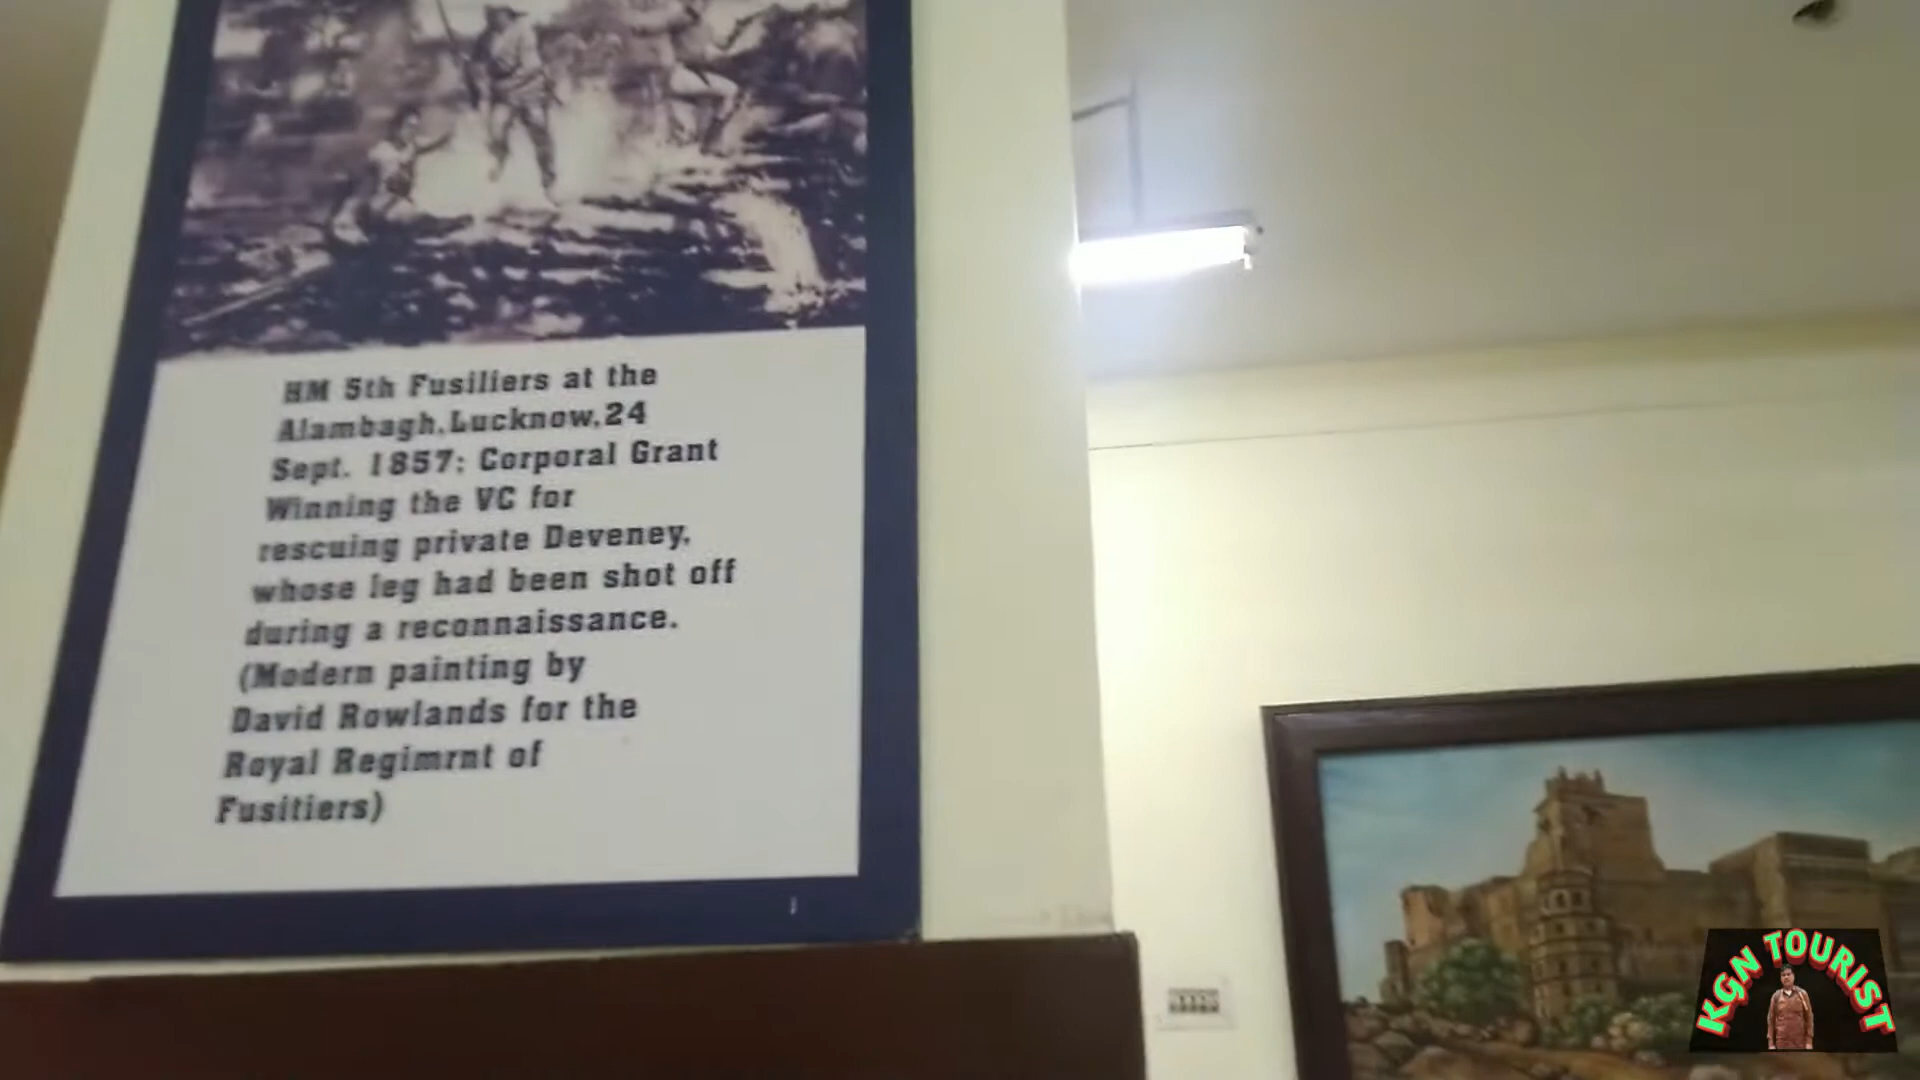 HM 5th Fusiliers at the
Alambagh,Lucknow,24
Sept. 1857; Corporal Grant
Winning the VC for
rescuing private Deveney,
whose leg had been shot off
during a reconnaissance.
(Modern painting by
David Rowlands for the
Royal Regimrnt of
Fusitiers)
KGN TOURIST